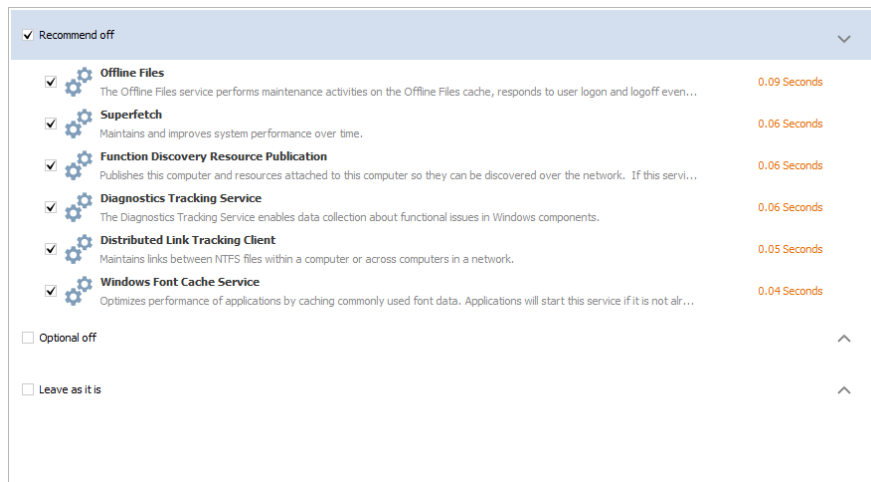 Recommend off
Offline Files
The Offline Files service performs maintenance activities on the Offline Files cache, responds to user logon and logoff even...
0.09 Seconds
Superfetch
Maintains and improves system performance over time.
0.06 Seconds
Function Discovery Resource Publication
Publishes this computer and resources attached to this computer so they can be discovered over the network.  If this servi...
0.06 Seconds
Diagnostics Tracking Service
The Diagnostics Tracking Service enables data collection about functional issues in Windows components.
0.06 Seconds
Distributed Link Tracking Client
Maintains links between NTFS files within a computer or across computers in a network.
0.05 Seconds
Windows Font Cache Service
Optimizes performance of applications by caching commonly used font data. Applications will start this service if it is not alr...
0.04 Seconds
Optional off
Leave as it is